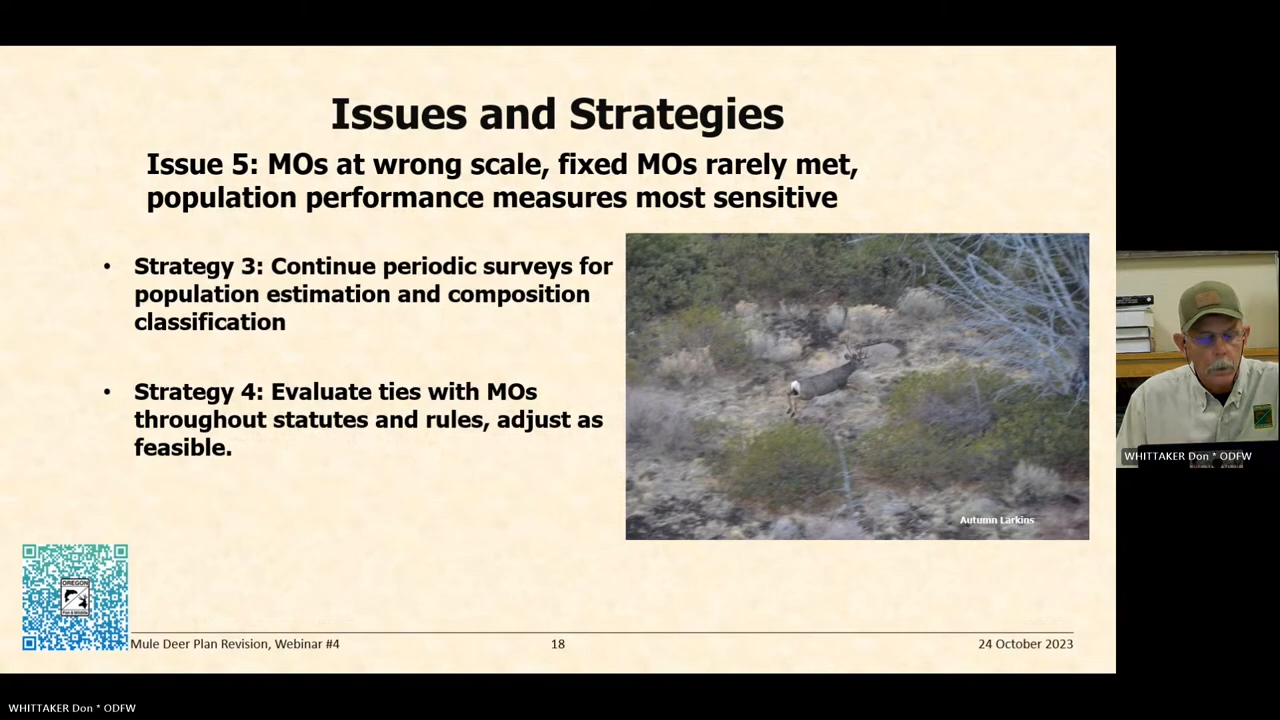 Issues and Strategies
Issue 5: MOs at wrong scale, fixed MOs rarely met,
population performance measures most sensitive
• Strategy 3: Continue periodic surveys for
population estimation and composition
classification
• Strategy 4: Evaluate ties with MOs
throughout statutes and rules, adjust as
feasible.
Autumn Larkins
OREGON
Fish & Wildlife
Mule Deer Plan Revision, Webinar #4
18
24 October 2023
WHITTAKER Don * ODFW
WHITTAKER Don * ODFW